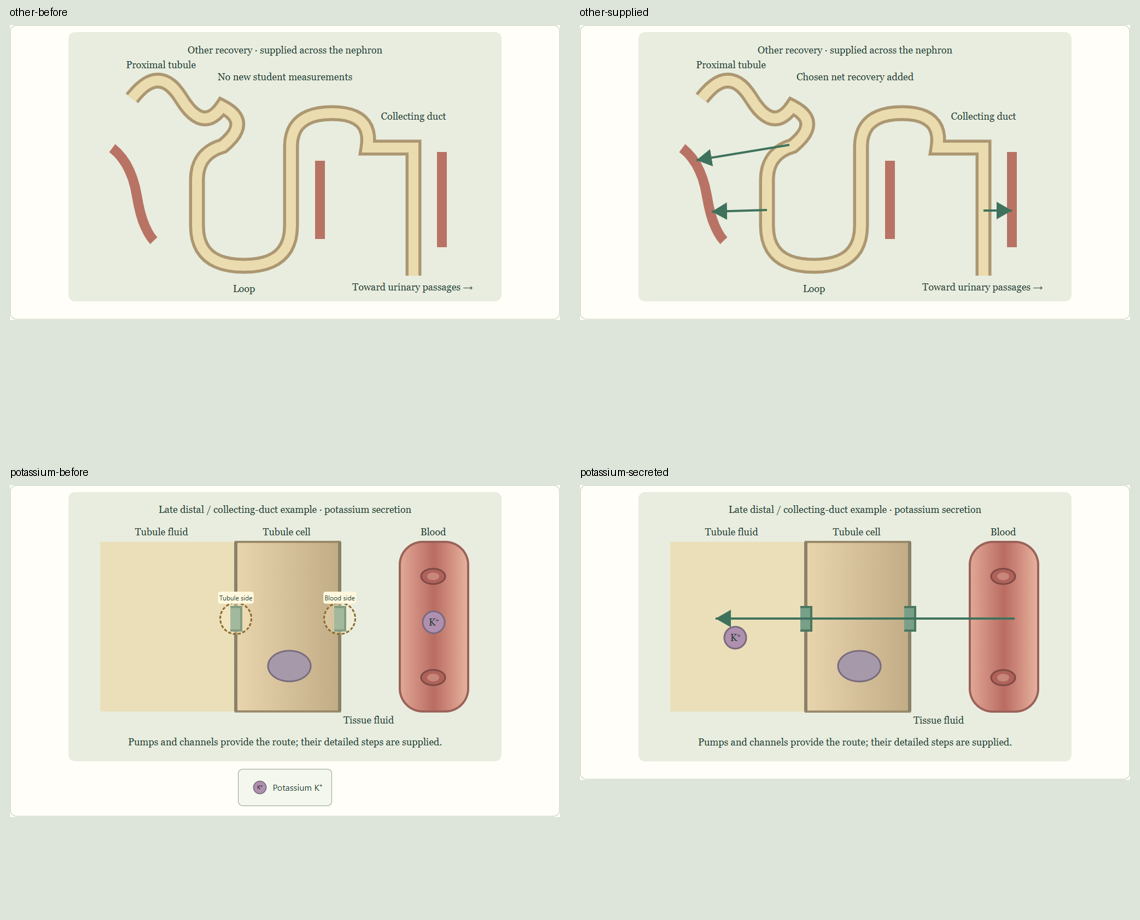 other-before
Other recovery · supplied across the nephron
Proximal tubule
No new student measurements
Collecting duct
Loop
Toward urinary passages →
other-supplied
Other recovery · supplied across the nephron
Proximal tubule
Chosen net recovery added
Collecting duct
Loop
Toward urinary passages →
potassium-before
Late distal / collecting-duct example · potassium secretion
Tubule fluid Tubule cell Blood
Tubule side Blood side
K⁺
Tissue fluid
Pumps and channels provide the route; their detailed steps are supplied.
K⁺ Potassium K⁺
potassium-secreted
Late distal / collecting-duct example · potassium secretion
Tubule fluid Tubule cell Blood
K⁺
Tissue fluid
Pumps and channels provide the route; their detailed steps are supplied.